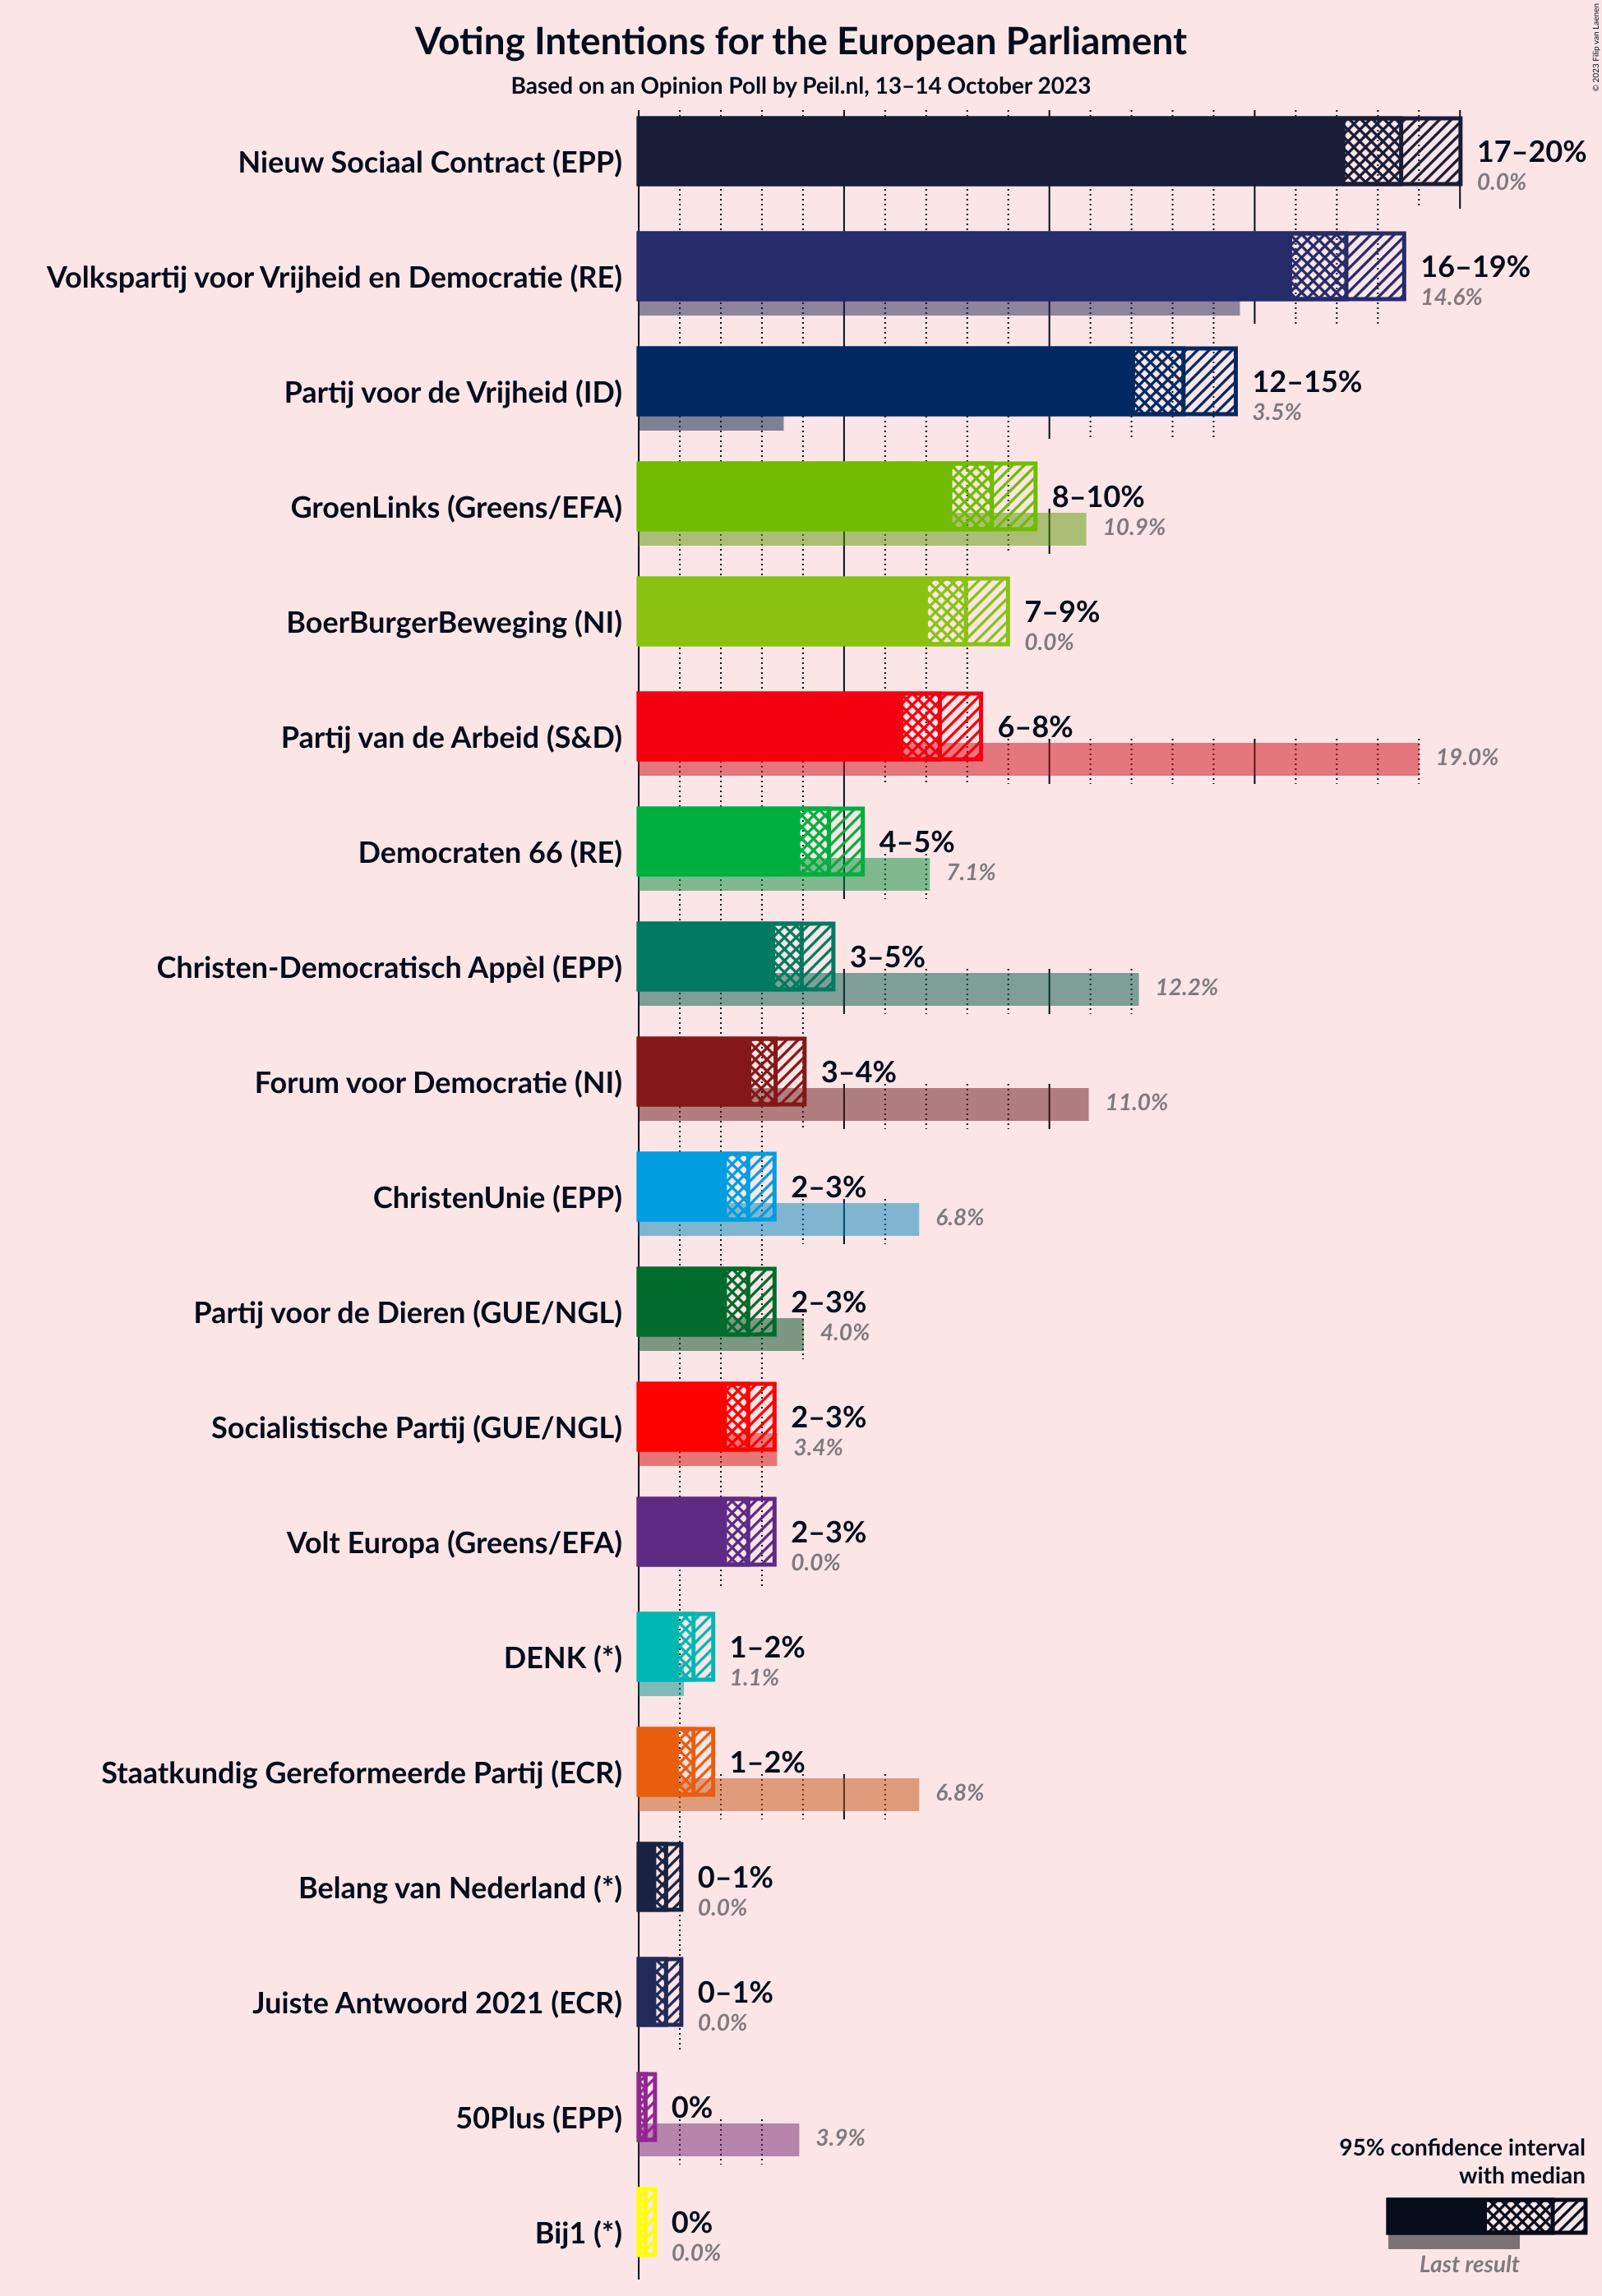 Voting Intentions for the European Parliament
Based on an Opinion Poll by Peil.nl, 13–14 October 2023
© 2023 Filip van Laenen
Nieuw Sociaal Contract (EPP)
17–20%
0.0%
Volkspartij voor Vrijheid en Democratie (RE)
16–19%
14.6%
Partij voor de Vrijheid (ID)
12–15%
3.5%
GroenLinks (Greens/EFA)
8–10%
10.9%
BoerBurgerBeweging (NI)
7–9%
0.0%
Partij van de Arbeid (S&D)
6–8%
19.0%
Democraten 66 (RE)
4–5%
7.1%
Christen-Democratisch Appèl (EPP)
3–5%
12.2%
Forum voor Democratie (NI)
3–4%
11.0%
ChristenUnie (EPP)
2–3%
6.8%
Partij voor de Dieren (GUE/NGL)
2–3%
4.0%
Socialistische Partij (GUE/NGL)
2–3%
3.4%
Volt Europa (Greens/EFA)
2–3%
0.0%
DENK (*)
1–2%
1.1%
Staatkundig Gereformeerde Partij (ECR)
1–2%
6.8%
Belang van Nederland (*)
0–1%
0.0%
Juiste Antwoord 2021 (ECR)
0–1%
0.0%
50Plus (EPP)
0%
3.9%
Bij1 (*)
0%
0.0%
95% confidence interval
with median
Last result